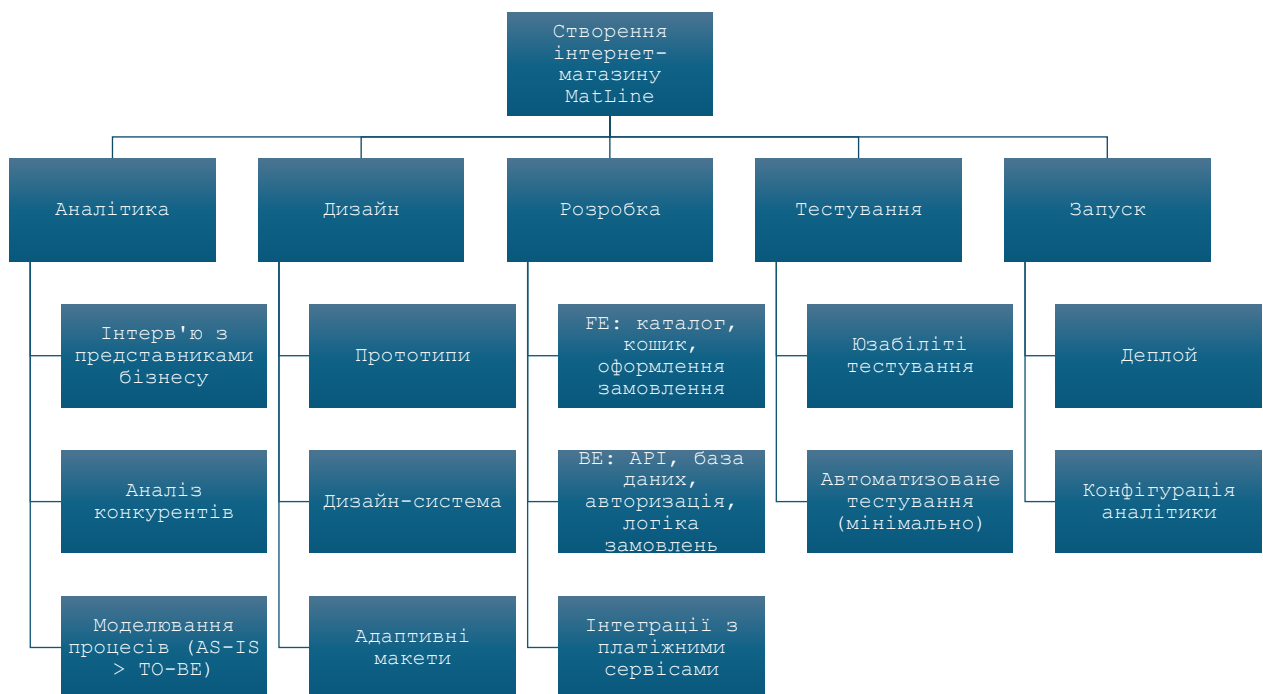 Створення
інтернет-
магазину
MatLine
Аналітика
Дизайн
Розробка
Тестування
Запуск
Інтерв'ю з
представниками
бізнесу
Прототипи
FE: каталог,
кошик,
оформлення
замовлення
Юзабіліті
тестування
Деплой
Аналіз
конкурентів
Дизайн-система
BE: API, база
даних,
авторизація,
логіка
замовлень
Автоматизоване
тестування
(мінімально)
Конфігурація
аналітики
Моделювання
процесів (AS-IS
> TO-BE)
Адаптивні
макети
Інтеграції з
платіжними
сервісами